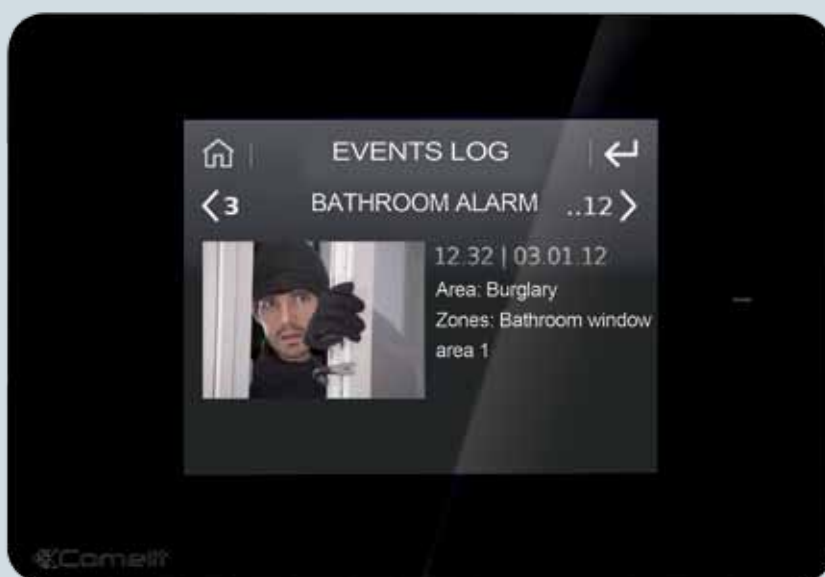 EVENTS LOG
<3 BATHROOM ALARM ..12>
12.32 | 03.01.12
Area: Burglary
Zones: Bathroom window
area 1
Comelit